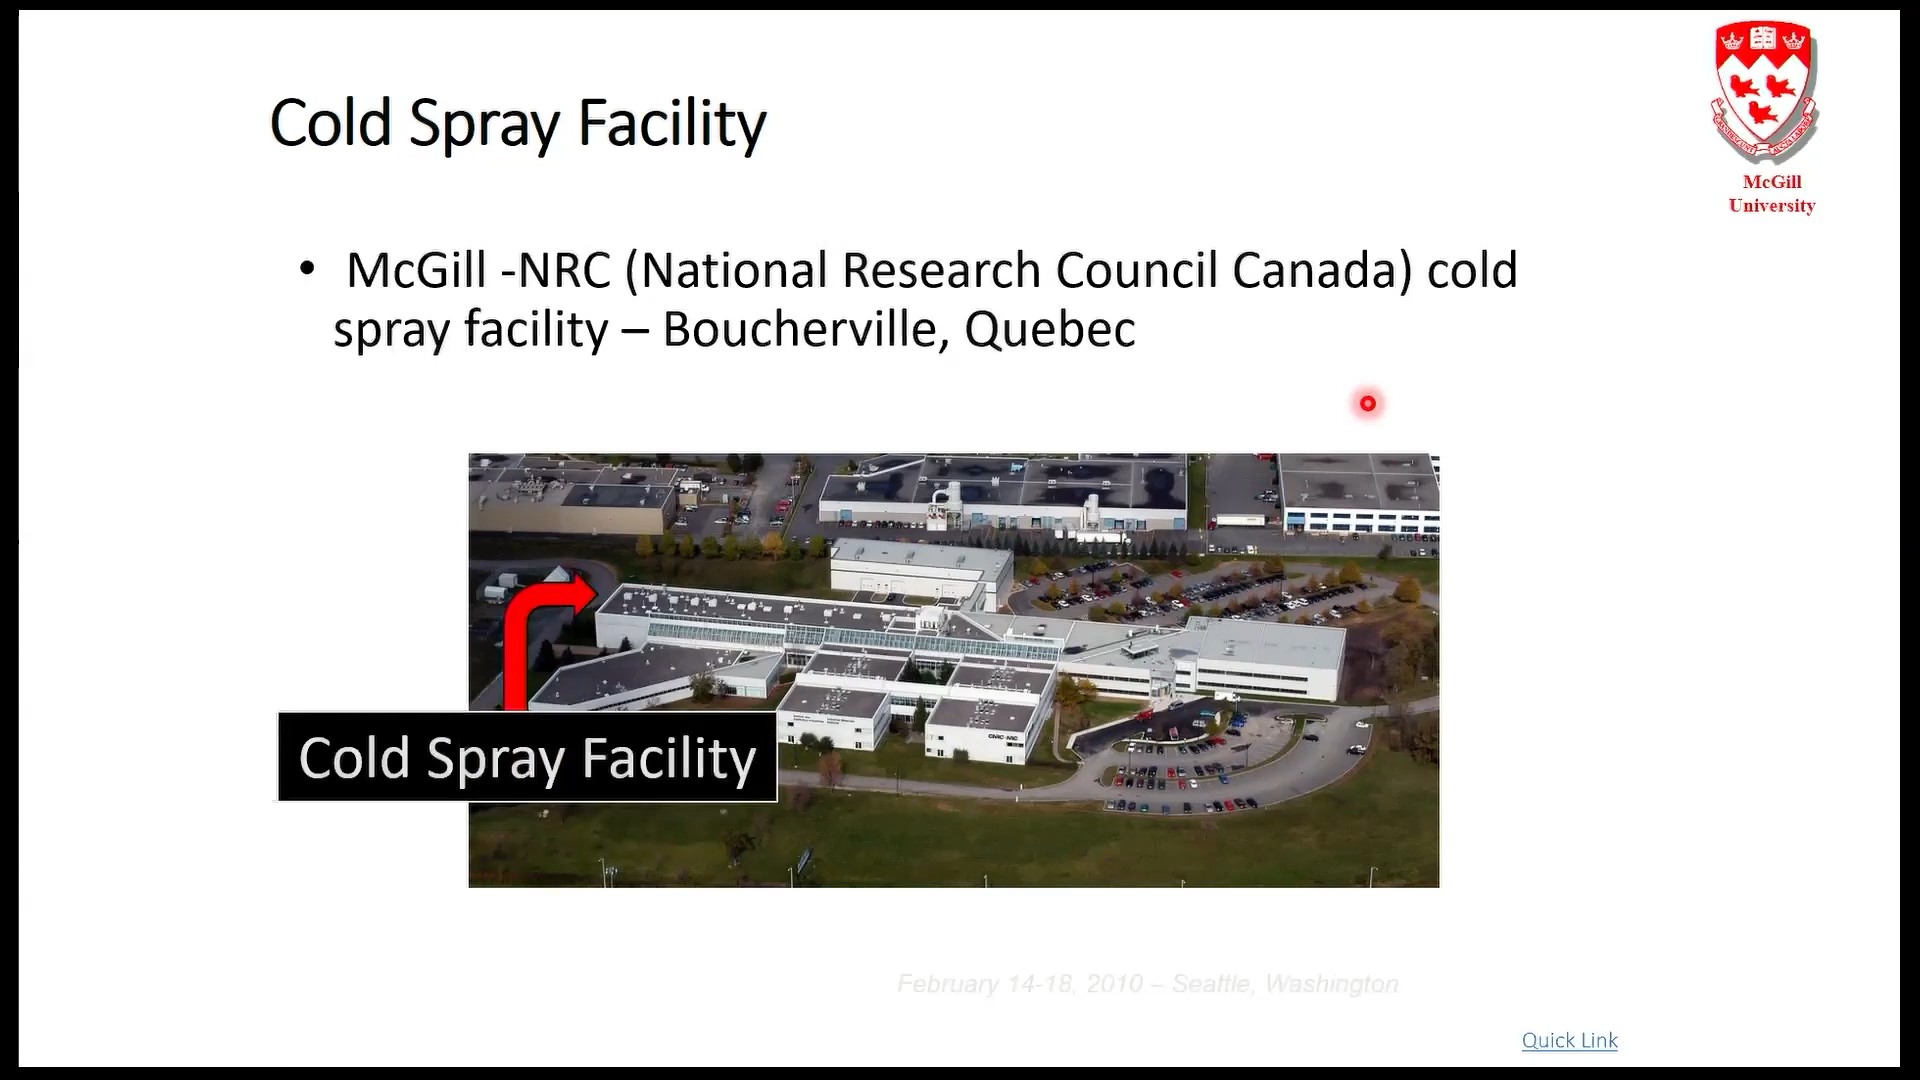 Cold Spray Facility
McGill
University
• McGill -NRC (National Research Council Canada) cold
spray facility – Boucherville, Quebec
Cold Spray Facility
February 14-18, 2010 – Seattle, Washington
Quick Link